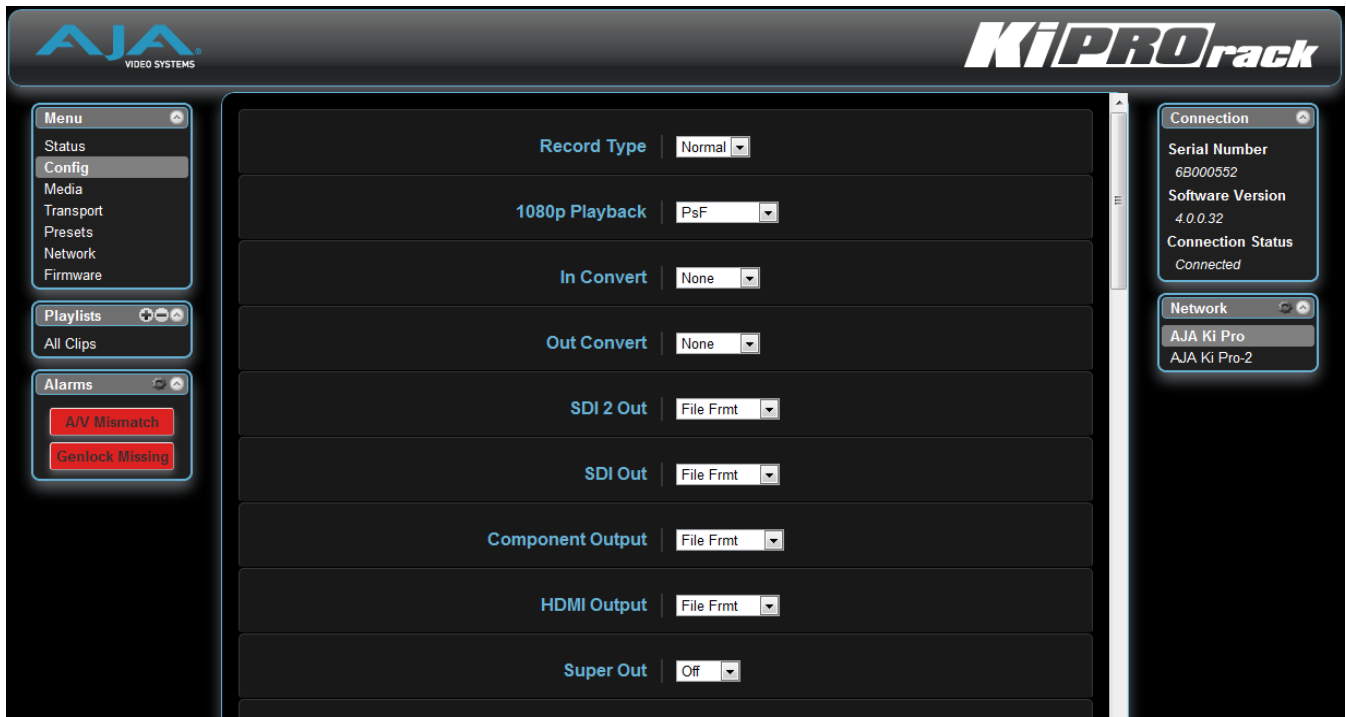 AJA
VIDEO SYSTEMS
KiPROrack
Menu
Status
Config
Media
Transport
Presets
Network
Firmware
Playlists
All Clips
Alarms
A/V Mismatch
Genlock Missing
Record Type Normal
1080p Playback PsF
In Convert None
Out Convert None
SDI 2 Out File Frmt
SDI Out File Frmt
Component Output File Frmt
HDMI Output File Frmt
Super Out Off
Connection
Serial Number
6B000552
Software Version
4.0.0.32
Connection Status
Connected
Network
AJA Ki Pro
AJA Ki Pro-2